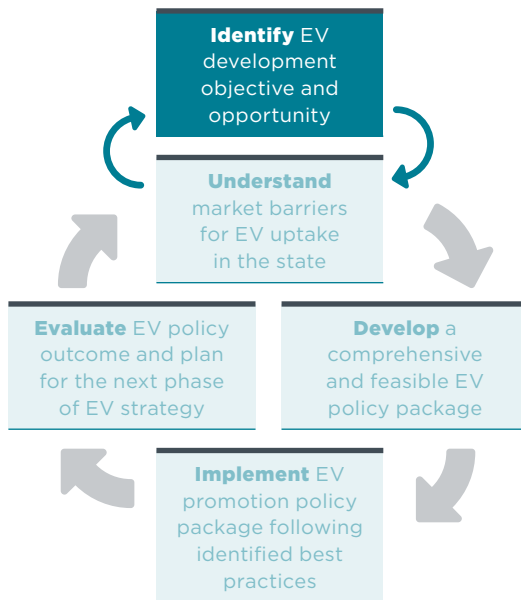 Identify EV
development
objective and
opportunity
Understand
market barriers
for EV uptake
in the state
Evaluate EV policy
outcome and plan
for the next phase
of EV strategy
Develop a
comprehensive
and feasible EV
policy package
Implement EV
promotion policy
package following
identified best
practices